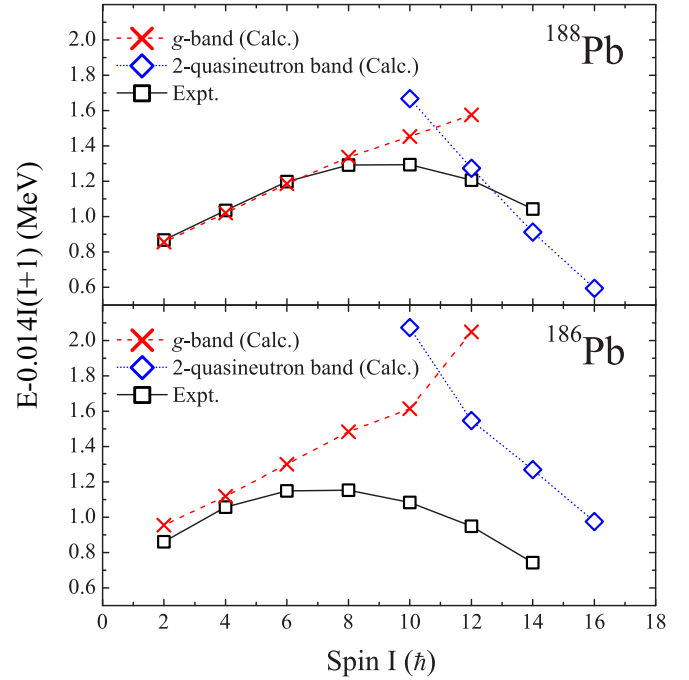 E-0.014I(I+1) (MeV)
g-band (Calc.)
2-quasineutron band (Calc.)
Expt.
188Pb
2.0
1.8
1.6
1.4
1.2
1.0
0.8
0.6
g-band (Calc.)
2-quasineutron band (Calc.)
Expt.
186Pb
2.0
1.8
1.6
1.4
1.2
1.0
0.8
0.6
0 2 4 6 8 10 12 14 16 18
Spin I (ħ)